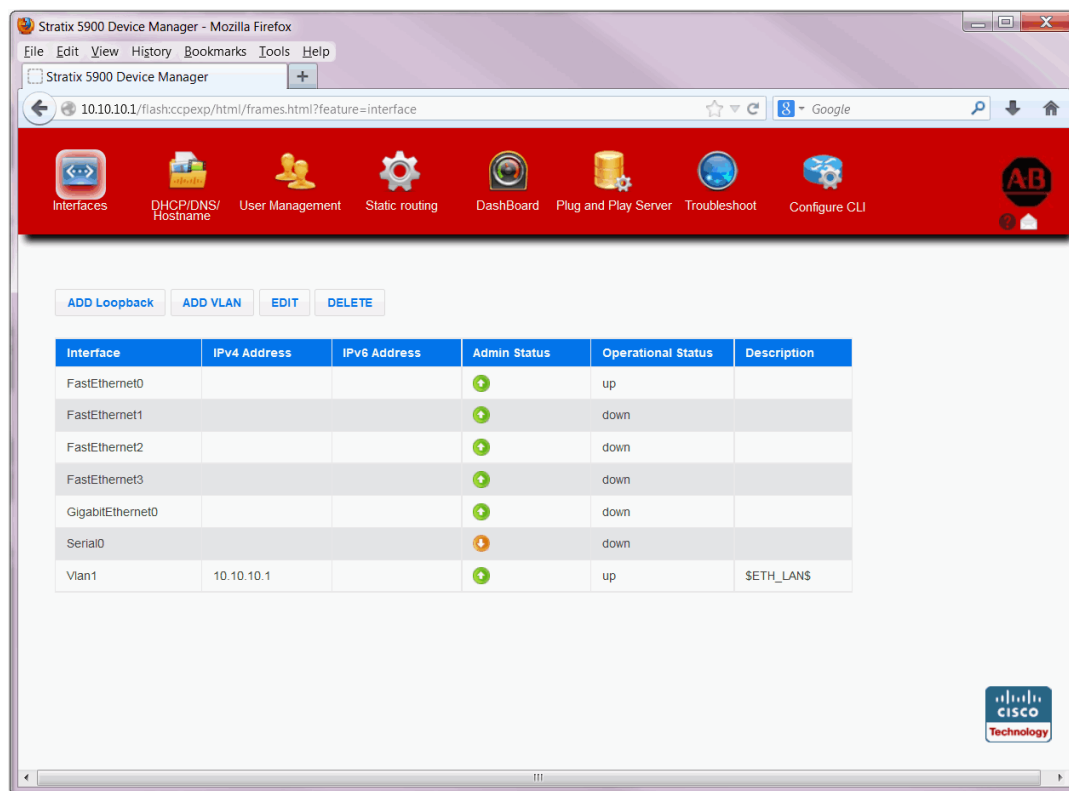 Stratix 5900 Device Manager - Mozilla Firefox
File Edit View History Bookmarks Tools Help
Stratix 5900 Device Manager +
10.10.10.1/flash:ccpexp/html/frames.html?feature=interface 8 Google
Interfaces DHCP/DNS/ User Management Static routing DashBoard Plug and Play Server Troubleshoot Configure CLI
Hostname
AB
?
ADD Loopback ADD VLAN EDIT DELETE
Interface IPv4 Address IPv6 Address Admin Status Operational Status Description
FastEthernet0 up
FastEthernet1 down
FastEthernet2 down
FastEthernet3 down
GigabitEthernet0 down
Serial0 down
Vlan1 10.10.10.1 up $ETH_LAN$
CISCO
Technology